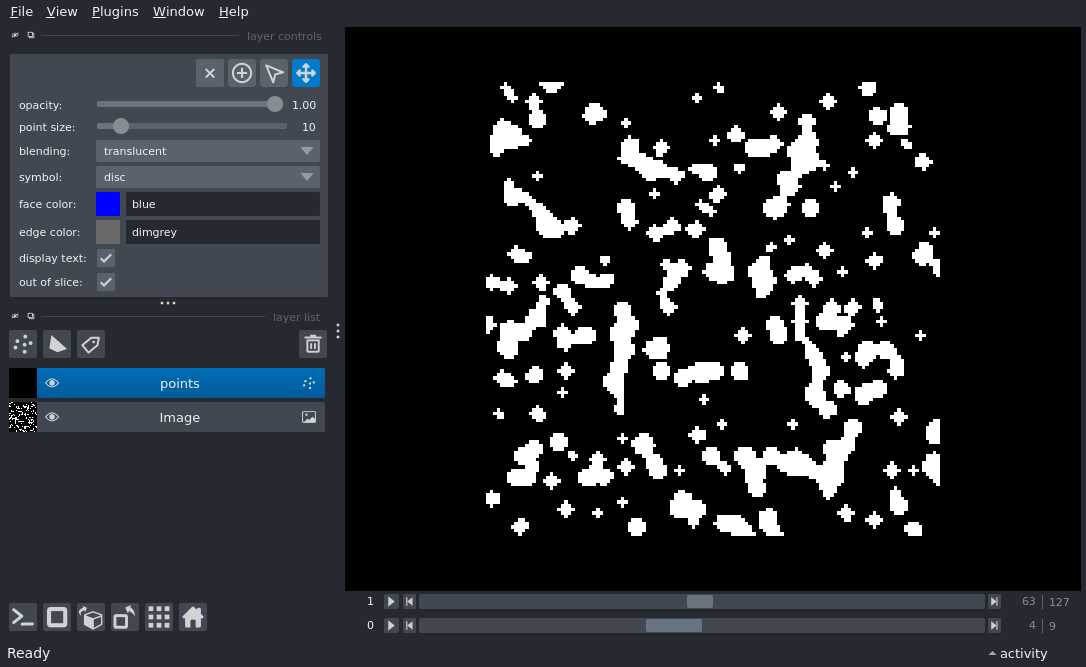 File View Plugins Window Help
layer controls
opacity: 1.00
point size: 10
blending: translucent
symbol: disc
face color: blue
edge color: dimgrey
display text:
out of slice:
layer list
points
Image
1 63 127
0 4 9
Ready activity